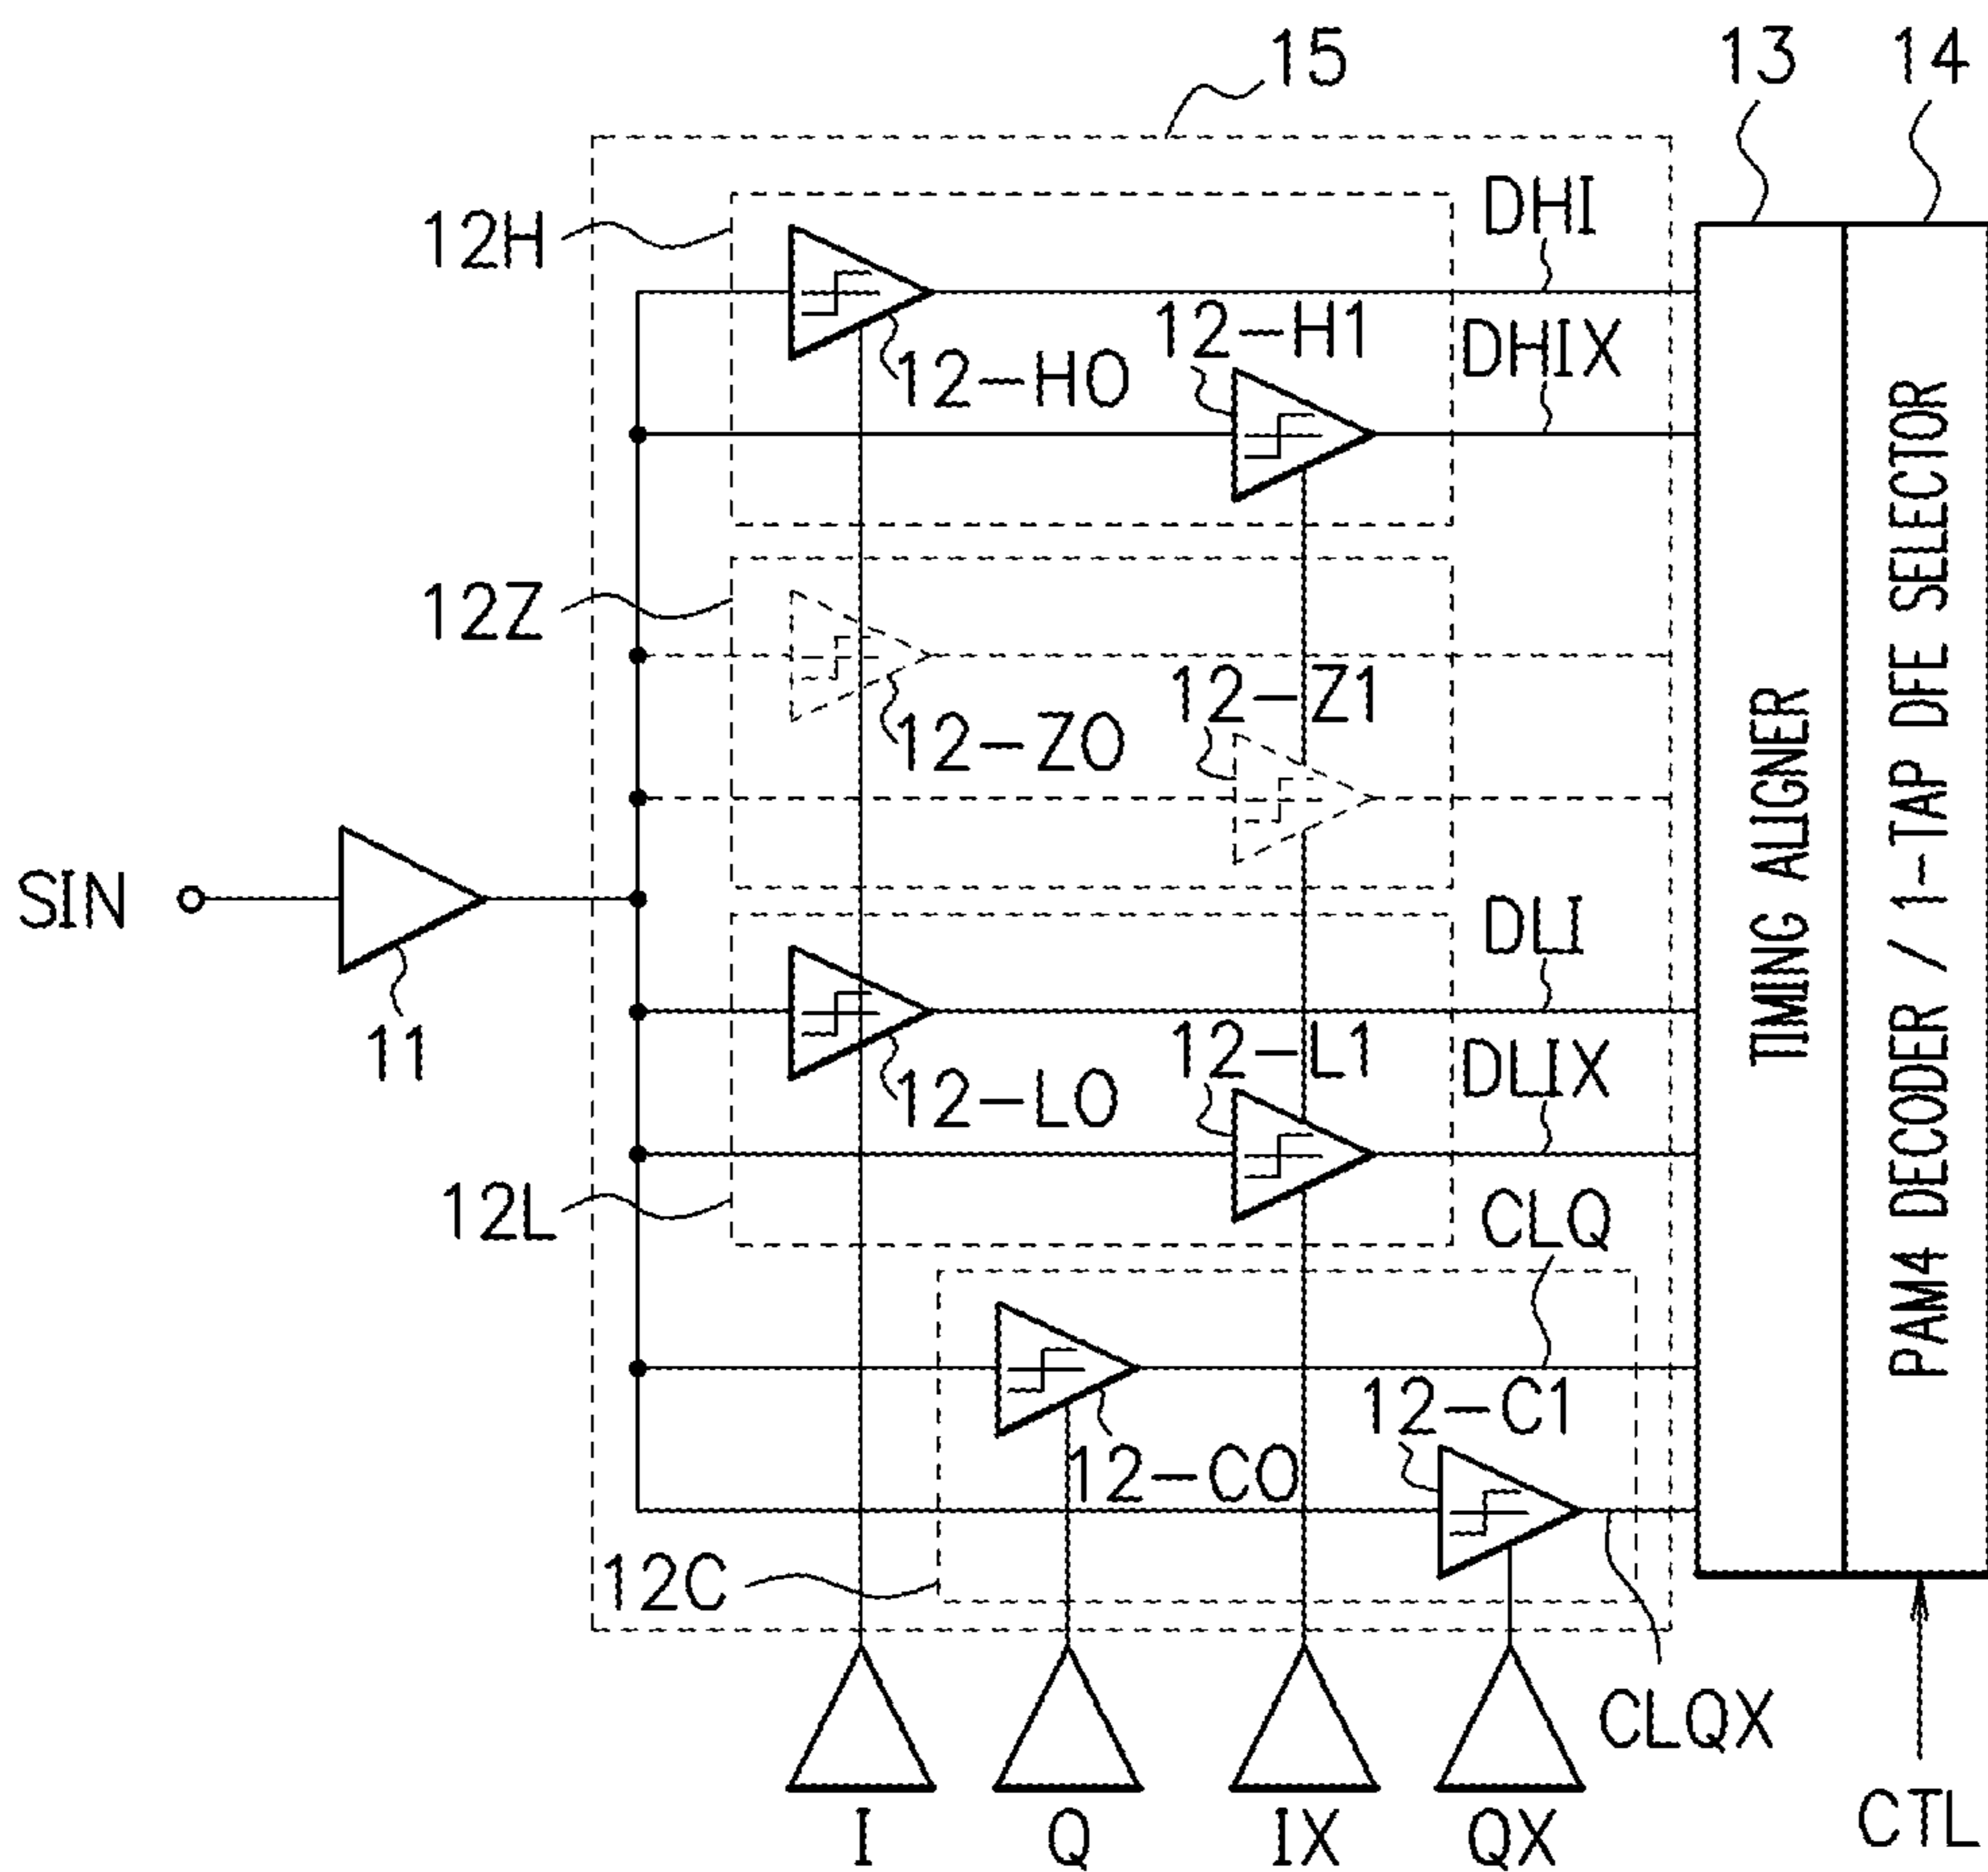 15
13
14
12H
DHI
12-H0
12-H1
DHIX
12Z
12-Z0
12-Z1
SIN
11
DLI
12-L0
12-L1
DLIX
12L
CLQ
12-C0
12-C1
12C
CLQX
I
Q
IX
QX
CTL
TIMING ALIGNER
PAM4 DECODER / 1-TAP DFE SELECTOR